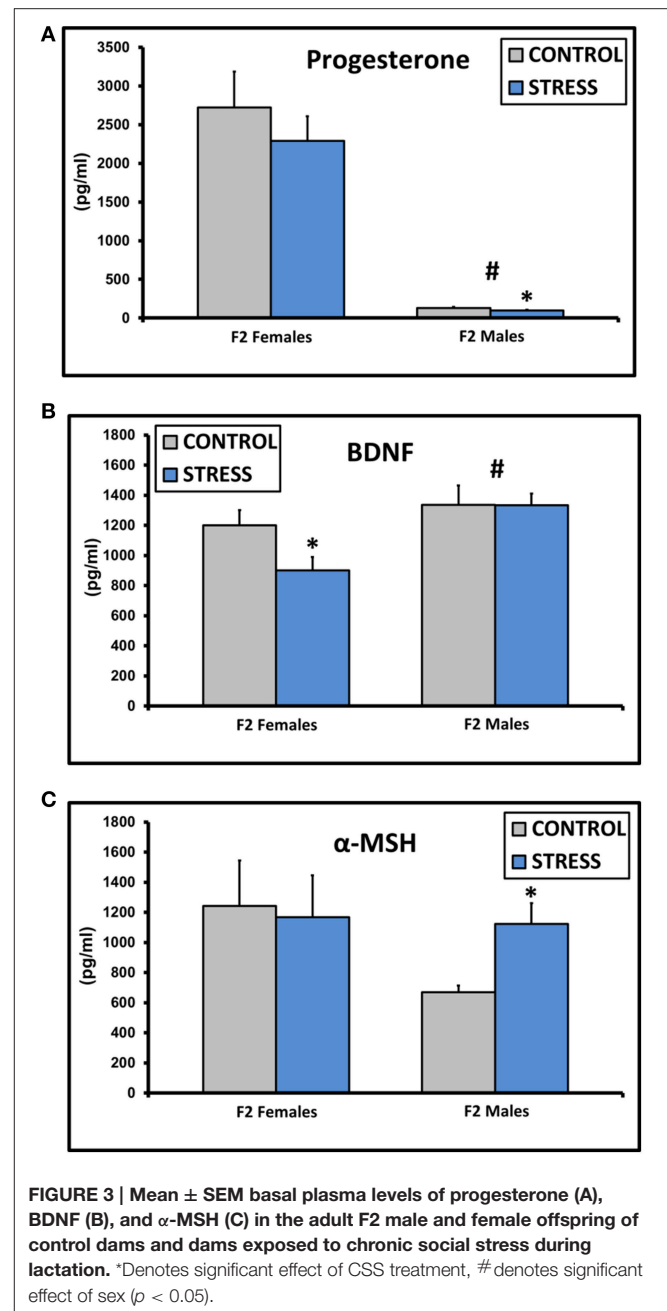 A
Progesterone
CONTROL
STRESS
3500
3000
2500
2000
1500
1000
500
0
(pg/ml)
#
*
F2 Females
F2 Males
B
BDNF
CONTROL
STRESS
1800
1600
1400
1200
1000
800
600
400
200
0
(pg/ml)
*
#
F2 Females
F2 Males
C
α-MSH
CONTROL
STRESS
1800
1600
1400
1200
1000
800
600
400
200
0
(pg/ml)
*
F2 Females
F2 Males
FIGURE 3 | Mean ± SEM basal plasma levels of progesterone (A),
BDNF (B), and α-MSH (C) in the adult F2 male and female offspring of
control dams and dams exposed to chronic social stress during
lactation. *Denotes significant effect of CSS treatment, #denotes significant
effect of sex (p < 0.05).